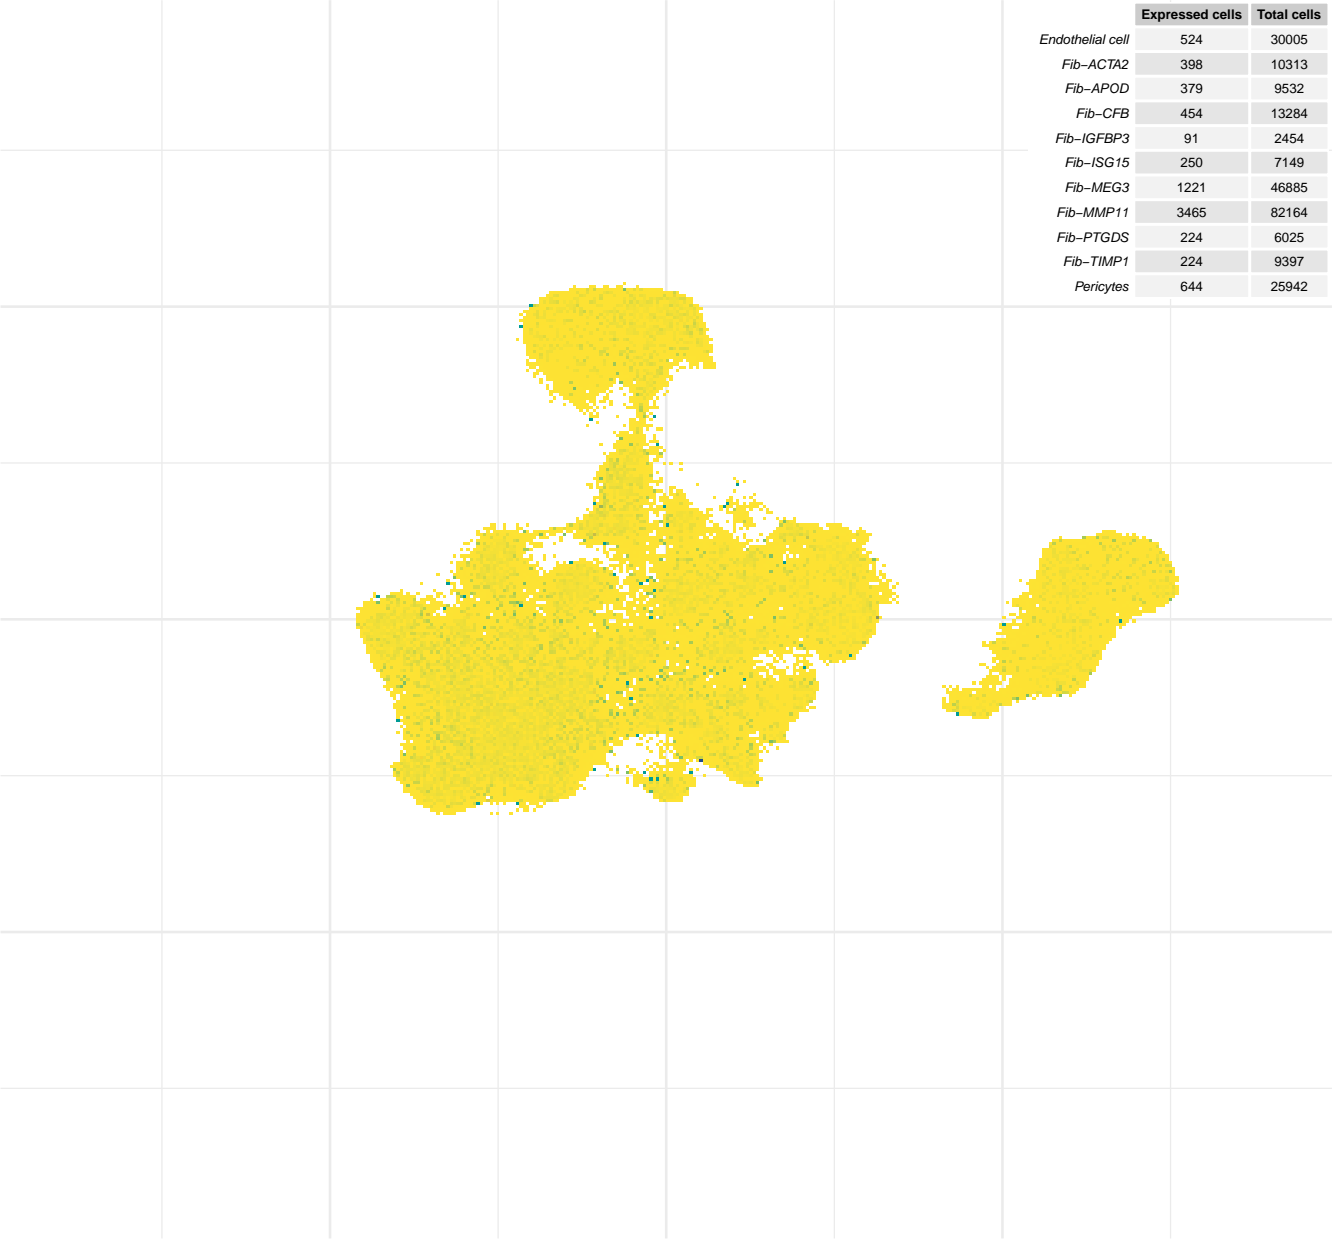 Expressed cells Total cells
Endothelial cell 524 30005
Fib−ACTA2 398 10313
Fib−APOD 379 9532
Fib−CFB 454 13284
Fib−IGFBP3 91 2454
Fib−ISG15 250 7149
Fib−MEG3 1221 46885
Fib−MMP11 3465 82164
Fib−PTGDS 224 6025
Fib−TIMP1 224 9397
Pericytes 644 25942